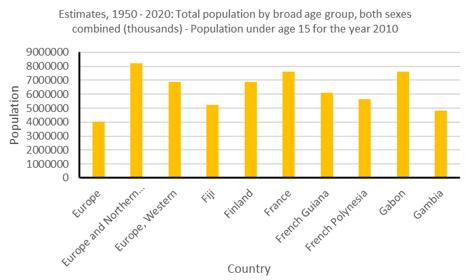 Estimates, 1950 - 2020: Total population by broad age group, both sexes
combined (thousands) - Population under age 15 for the year 2010
9000000
8000000
7000000
6000000
5000000
4000000
3000000
2000000
1000000
0
Population
Europe
Europe and Northern...
Europe, Western
Fiji
Finland
France
French Guiana
French Polynesia
Gabon
Gambia
Country